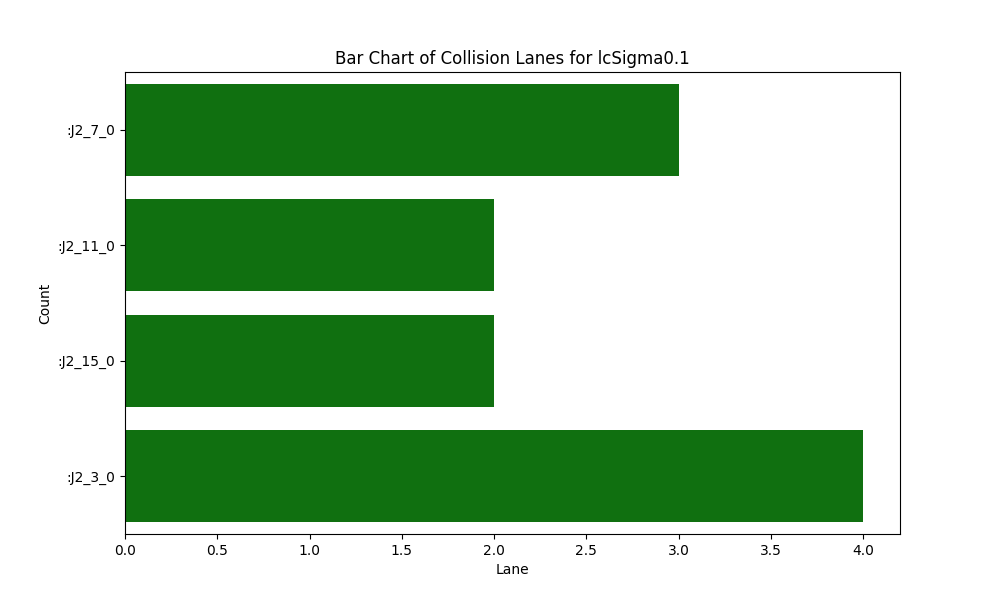 Bar Chart of Collision Lanes for lcSigma0.1
:J2_7_0
:J2_11_0
:J2_15_0
:J2_3_0
Count
0.0 0.5 1.0 1.5 2.0 2.5 3.0 3.5 4.0
Lane